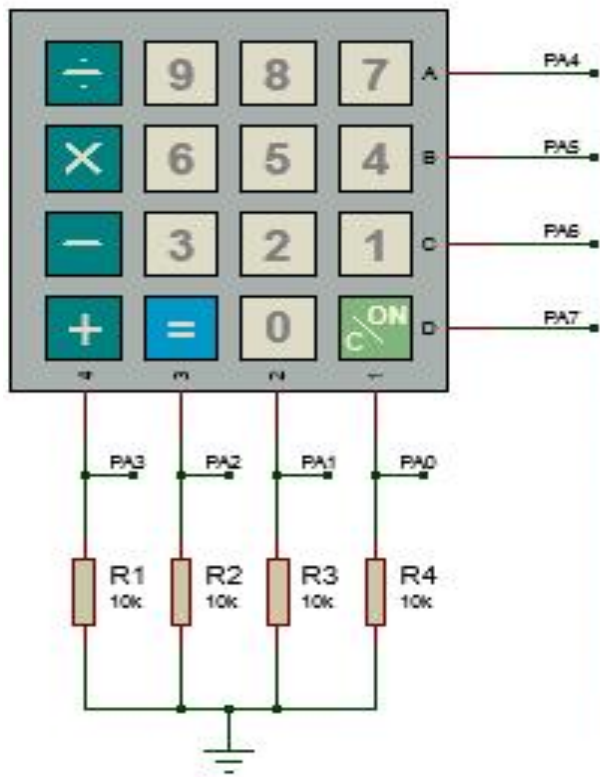 ÷ 9 8 7 A PA4
× 6 5 4 B PA5
− 3 2 1 C PA6
+ = 0 ON C D PA7
4 3 2 1
PA3 PA2 PA1 PA0
R1 R2 R3 R4
10k 10k 10k 10k